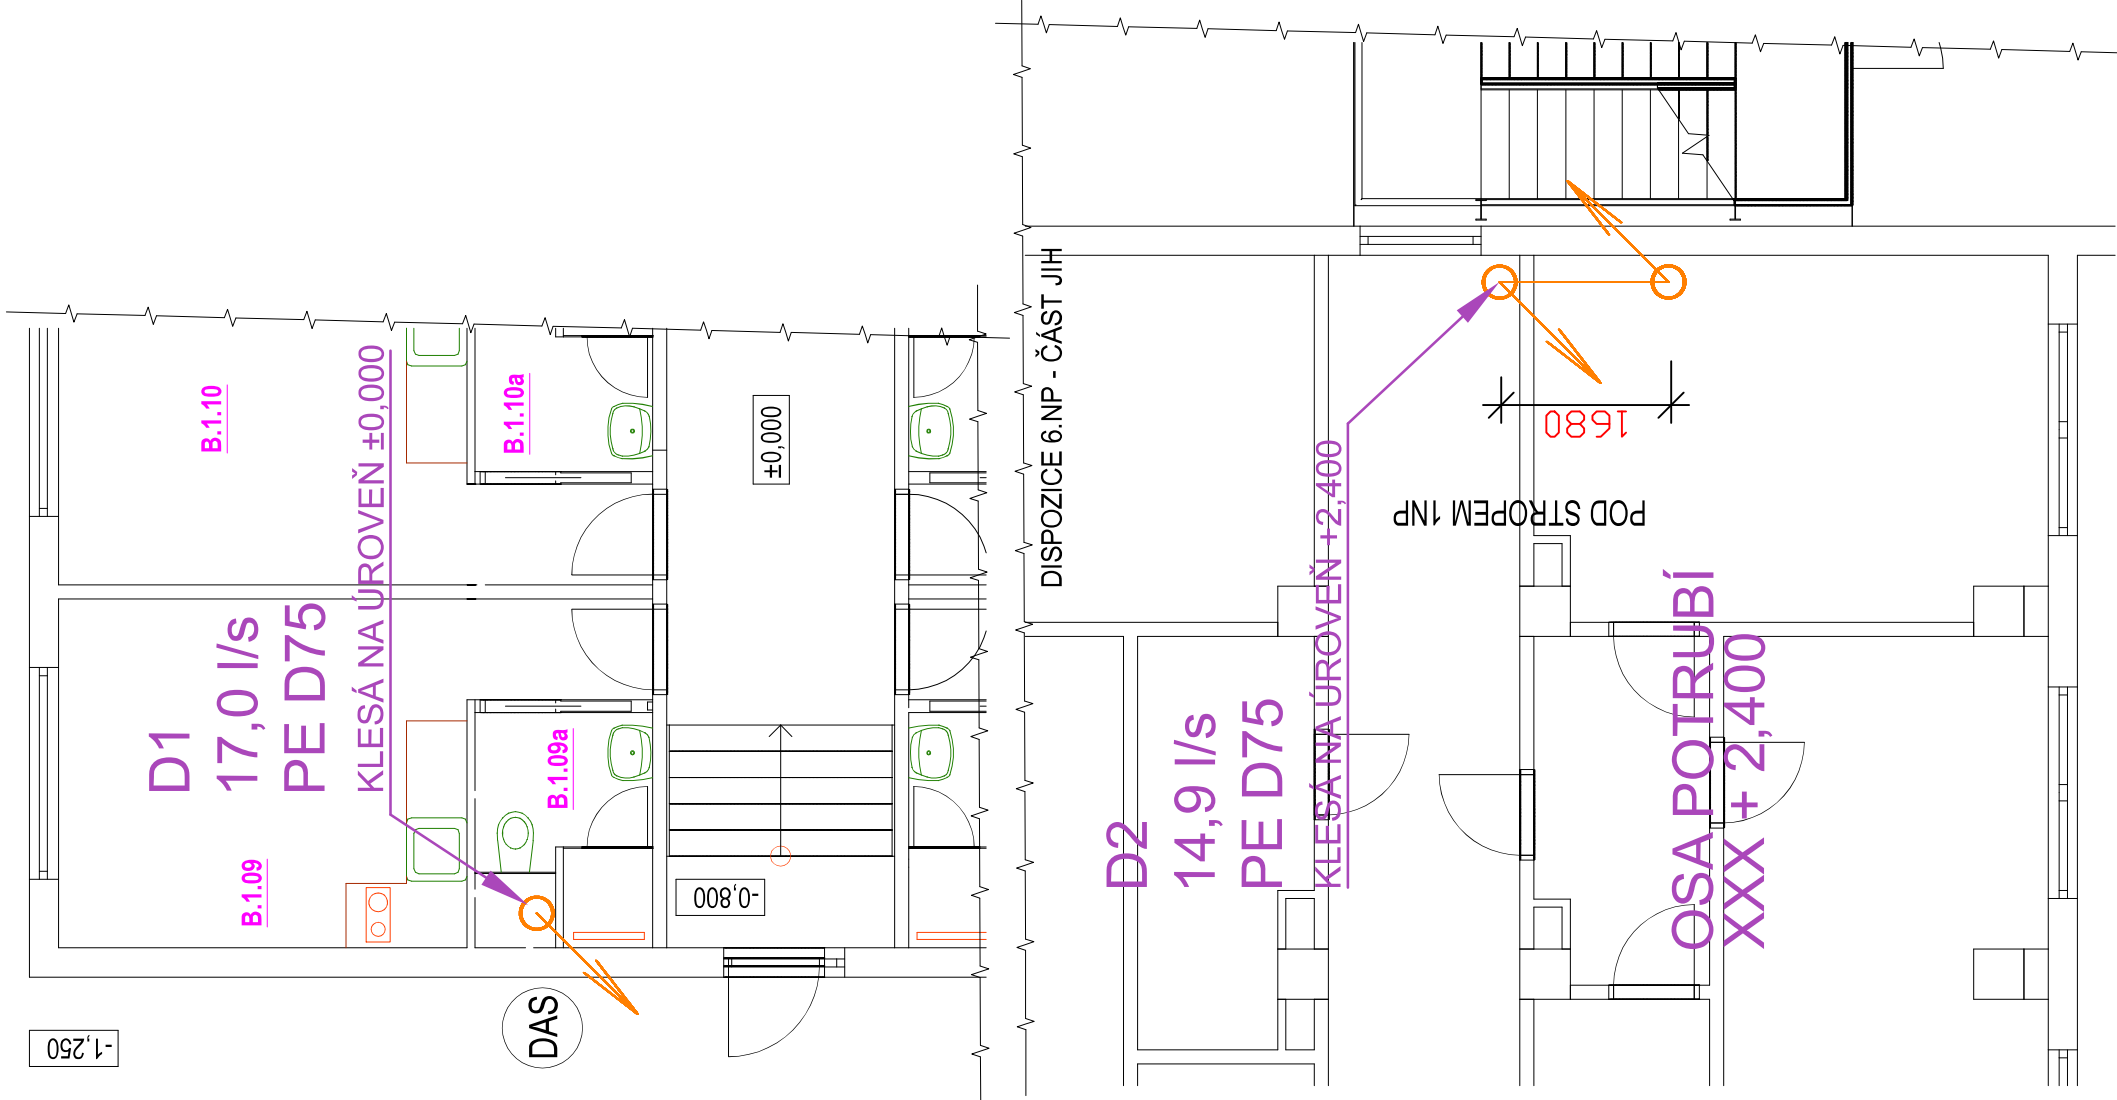 B.1.10
B.1.10a
D1
17,0 l/s
PE D75
KLESÁ NA ÚROVEŇ ±0,000
B.1.09
B.1.09a
±0,000
-0,800
-1,250
DAS
DISPOZICE 6.NP - ČÁST JIH
D2
14,9 l/s
PE D75
KLESÁ NA ÚROVEŇ +2,400
1680
POD STROPEM 1NP
OSA POTRUBÍ
XXX + 2,400